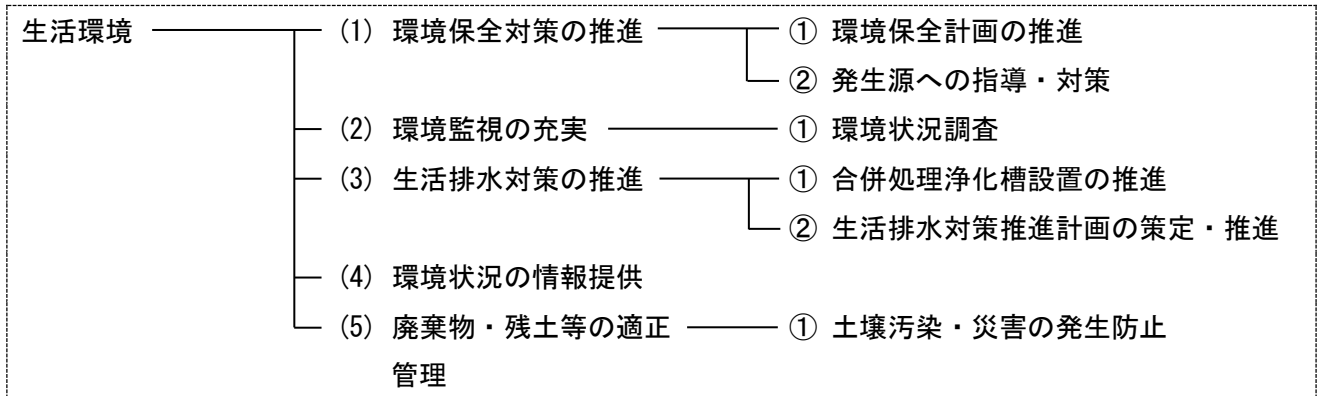 生活環境 (1) 環境保全対策の推進 ① 環境保全計画の推進
② 発生源への指導・対策
(2) 環境監視の充実 ① 環境状況調査
(3) 生活排水対策の推進 ① 合併処理浄化槽設置の推進
② 生活排水対策推進計画の策定・推進
(4) 環境状況の情報提供
(5) 廃棄物・残土等の適正 ① 土壌汚染・災害の発生防止
管理